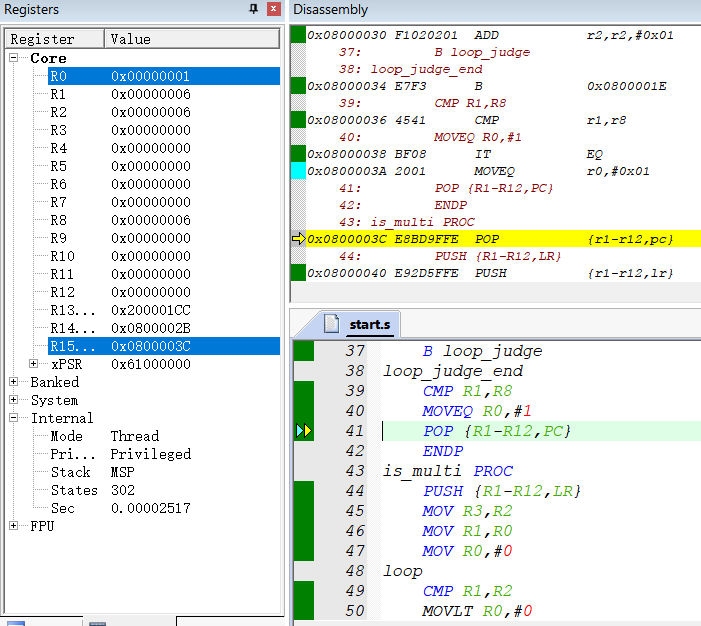 Registers
Register Value
Core
R0 0x00000001
R1 0x00000006
R2 0x00000006
R3 0x00000000
R4 0x00000000
R5 0x00000000
R6 0x00000000
R7 0x00000000
R8 0x00000006
R9 0x00000000
R10 0x00000000
R11 0x00000000
R12 0x00000000
R13... 0x200001CC
R14... 0x0800002B
R15... 0x0800003C
xPSR 0x61000000
Banked
System
Internal
Mode Thread
Pri... Privileged
Stack MSP
States 302
Sec 0.00002517
FPU
Disassembly
0x08000030 F1020201 ADD r2,r2,#0x01
37: B loop_judge
38: loop_judge_end
0x08000034 E7F3 B 0x0800001E
39: CMP R1,R8
0x08000036 4541 CMP r1,r8
40: MOVEQ R0,#1
0x08000038 BF08 IT EQ
0x0800003A 2001 MOVEQ r0,#0x01
41: POP {R1-R12,PC}
42: ENDP
43: is_multi PROC
0x0800003C E8BD9FFE POP {r1-r12,pc}
44: PUSH {R1-R12,LR}
0x08000040 E92D5FFE PUSH {r1-r12,lr}
start.s
37 B loop_judge
38 loop_judge_end
39 CMP R1,R8
40 MOVEQ R0,#1
41 POP {R1-R12,PC}
42 ENDP
43 is_multi PROC
44 PUSH {R1-R12,LR}
45 MOV R3,R2
46 MOV R1,R0
47 MOV R0,#0
48 loop
49 CMP R1,R2
50 MOVLT R0,#0